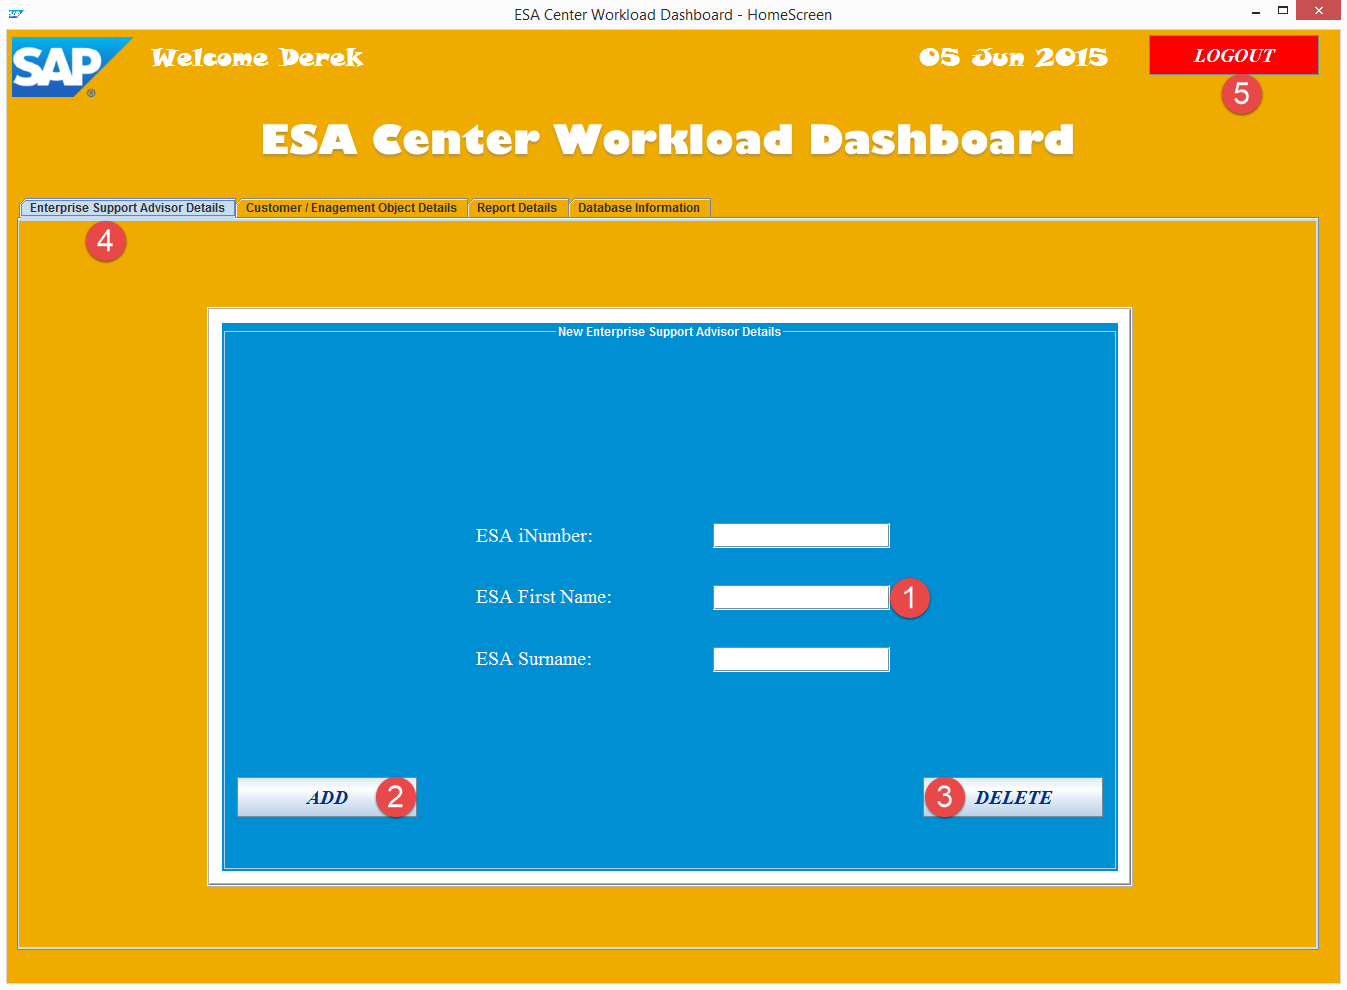 SAP
ESA Center Workload Dashboard - HomeScreen
SAP ®
Welcome Derek
05 Jun 2015
LOGOUT
5
ESA Center Workload Dashboard
Enterprise Support Advisor Details
Customer / Enagement Object Details
Report Details
Database Information
4
New Enterprise Support Advisor Details
ESA iNumber:
ESA First Name:
1
ESA Surname:
ADD
2
3
DELETE